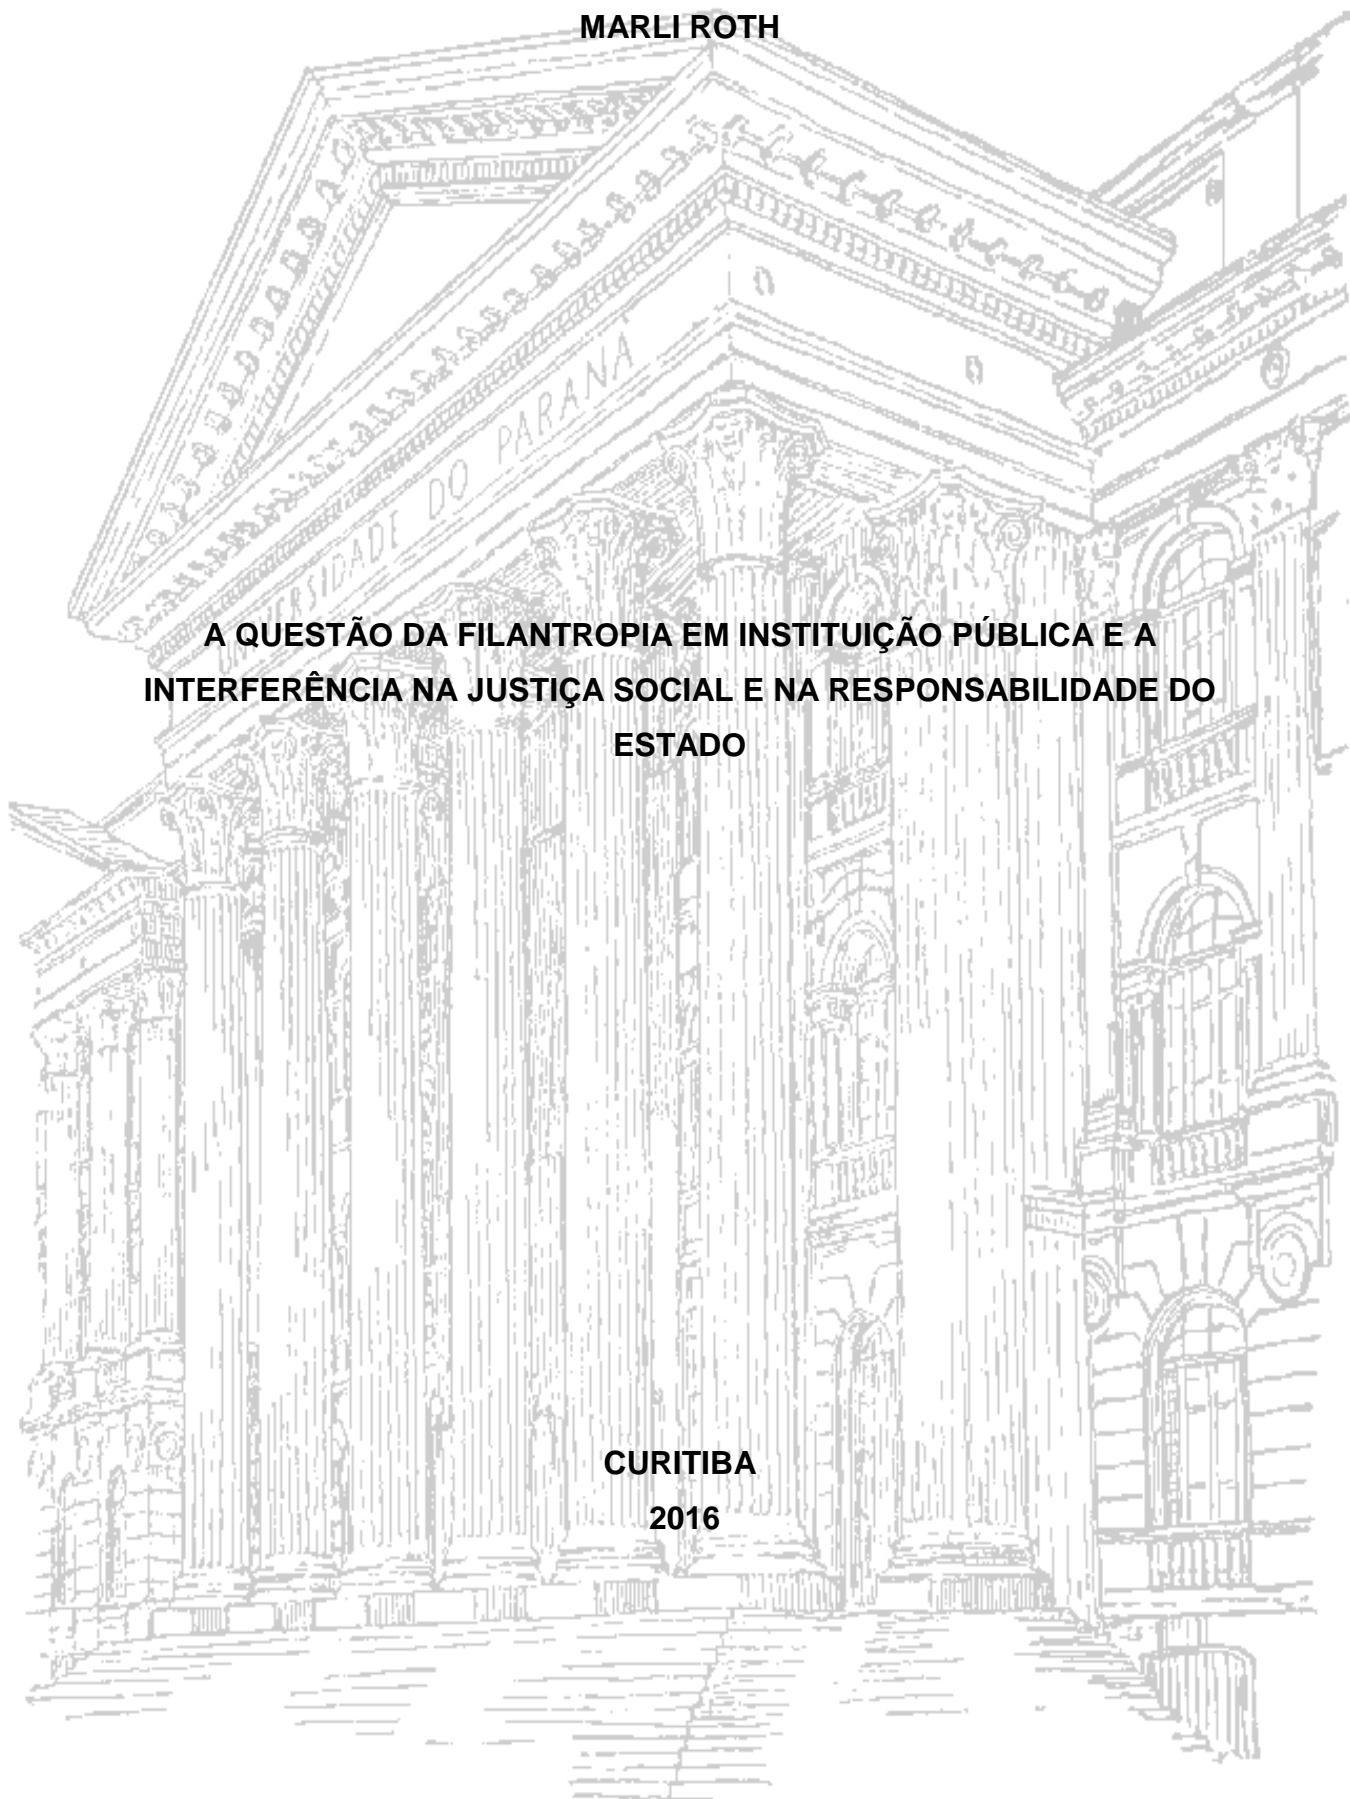 MARLI ROTH
UNIVERSIDADE DO PARANÁ
A QUESTÃO DA FILANTROPIA EM INSTITUIÇÃO PÚBLICA E A
INTERFERÊNCIA NA JUSTIÇA SOCIAL E NA RESPONSABILIDADE DO
ESTADO
CURITIBA
2016